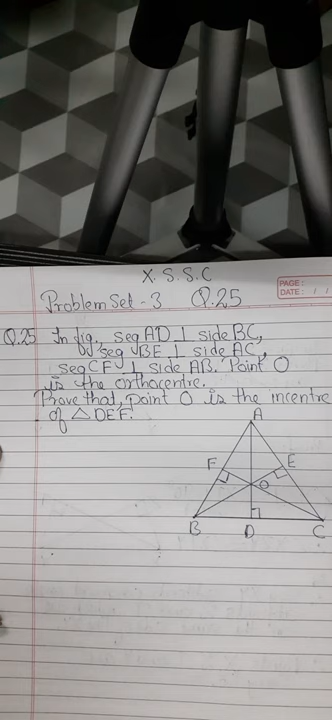 X.S.S.C
PAGE:
DATE: / /
Problem Set-3 Q.25
Q.25 In fig., seg AD ⊥ side BC,
seg BE ⊥ side AC,
seg CF ⊥ side AB. Point O
is the orthocentre.
Prove that, point O is the incentre
of △DEF.
A
F
E
O
B
D
C